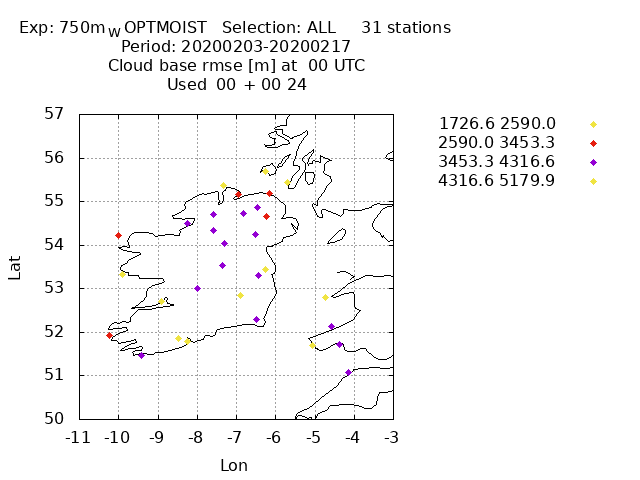 Exp: 750m_W OPTMOIST Selection: ALL 31 stations
Period: 20200203-20200217
Cloud base rmse [m] at 00 UTC
Used 00 + 00 24
1726.6 2590.0
2590.0 3453.3
3453.3 4316.6
4316.6 5179.9
57
56
55
54
53
52
51
50
Lat
-11 -10 -9 -8 -7 -6 -5 -4 -3
Lon